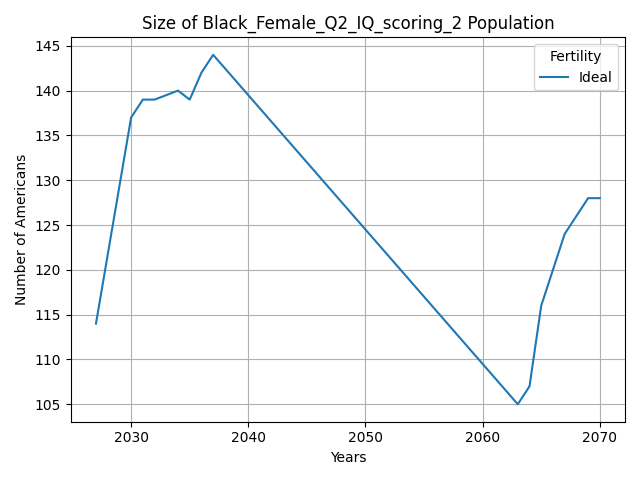 Size of Black_Female_Q2_IQ_scoring_2 Population
Fertility
Ideal
145
140
135
130
125
120
115
110
105
Number of Americans
2030
2040
2050
2060
2070
Years